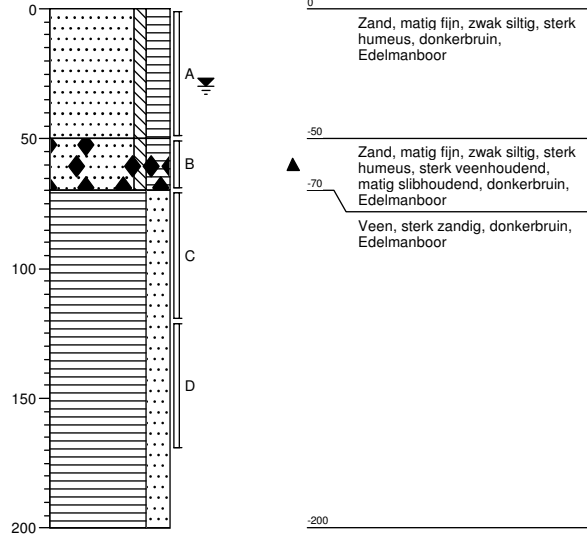 0
50
100
150
200
A
B
C
D
0
Zand, matig fijn, zwak siltig, sterk
humeus, donkerbruin,
Edelmanboor
-50
Zand, matig fijn, zwak siltig, sterk
humeus, sterk veenhoudend,
matig slibhoudend, donkerbruin,
Edelmanboor
-70
Veen, sterk zandig, donkerbruin,
Edelmanboor
-200